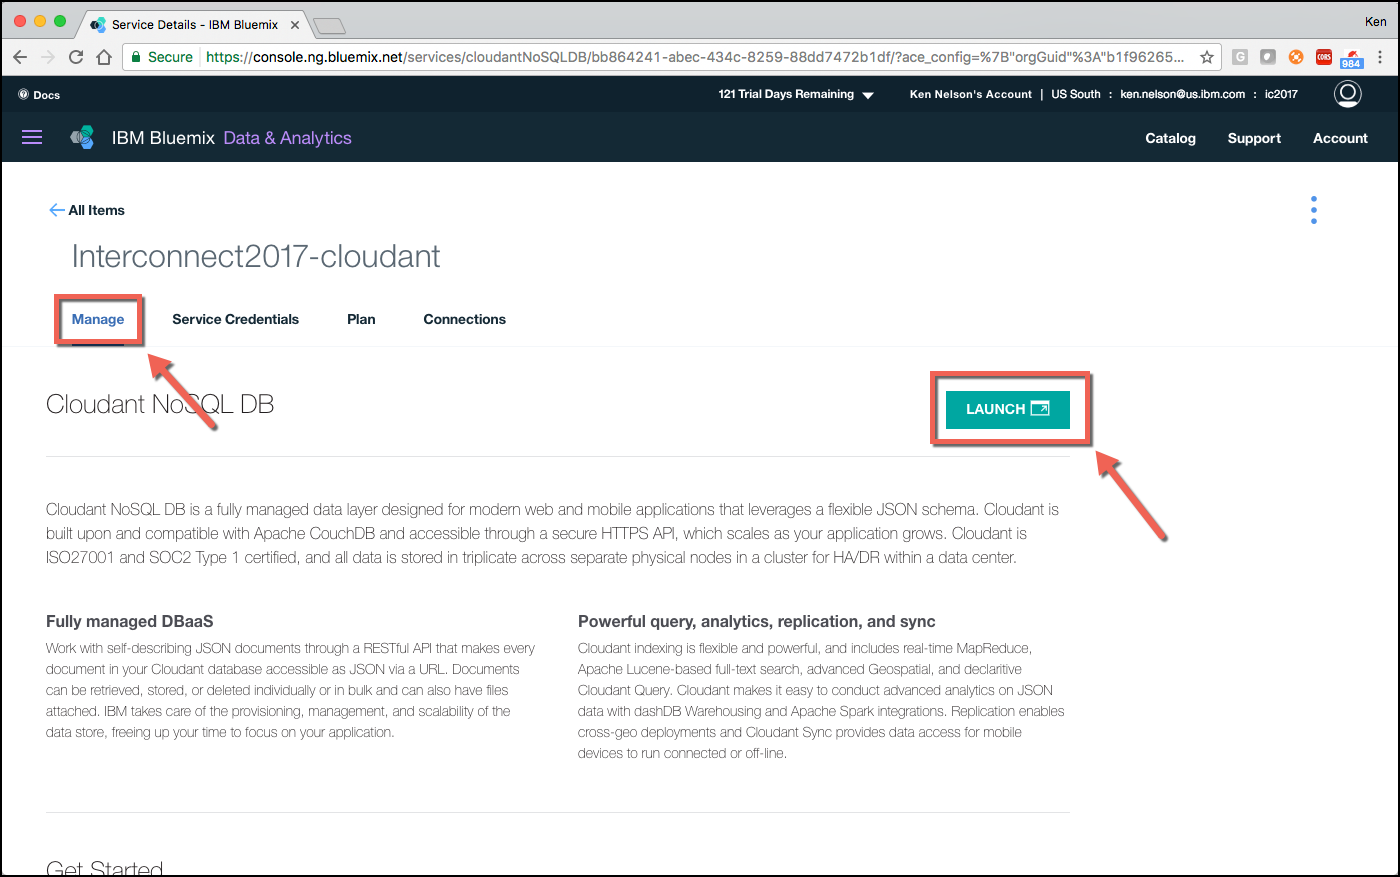 Service Details - IBM Bluemix
Ken
Secure
https://console.ng.bluemix.net/services/cloudantNoSQLDB/bb864241-abec-434c-8259-88dd7472b1df/?ace_config=%7B"orgGuid"%3A"b1f96265...
G
CORS
984
Docs
121 Trial Days Remaining
Ken Nelson's Account | US South : ken.nelson@us.ibm.com : ic2017
IBM Bluemix Data & Analytics
Catalog
Support
Account
All Items
Interconnect2017-cloudant
Manage
Service Credentials
Plan
Connections
Cloudant NoSQL DB
LAUNCH
Cloudant NoSQL DB is a fully managed data layer designed for modern web and mobile applications that leverages a flexible JSON schema. Cloudant is
built upon and compatible with Apache CouchDB and accessible through a secure HTTPS API, which scales as your application grows. Cloudant is
ISO27001 and SOC2 Type 1 certified, and all data is stored in triplicate across separate physical nodes in a cluster for HA/DR within a data center.
Fully managed DBaaS
Work with self-describing JSON documents through a RESTful API that makes every
document in your Cloudant database accessible as JSON via a URL. Documents
can be retrieved, stored, or deleted individually or in bulk and can also have files
attached. IBM takes care of the provisioning, management, and scalability of the
data store, freeing up your time to focus on your application.
Powerful query, analytics, replication, and sync
Cloudant indexing is flexible and powerful, and includes real-time MapReduce,
Apache Lucene-based full-text search, advanced Geospatial, and declaritive
Cloudant Query. Cloudant makes it easy to conduct advanced analytics on JSON
data with dashDB Warehousing and Apache Spark integrations. Replication enables
cross-geo deployments and Cloudant Sync provides data access for mobile
devices to run connected or off-line.
Get Started